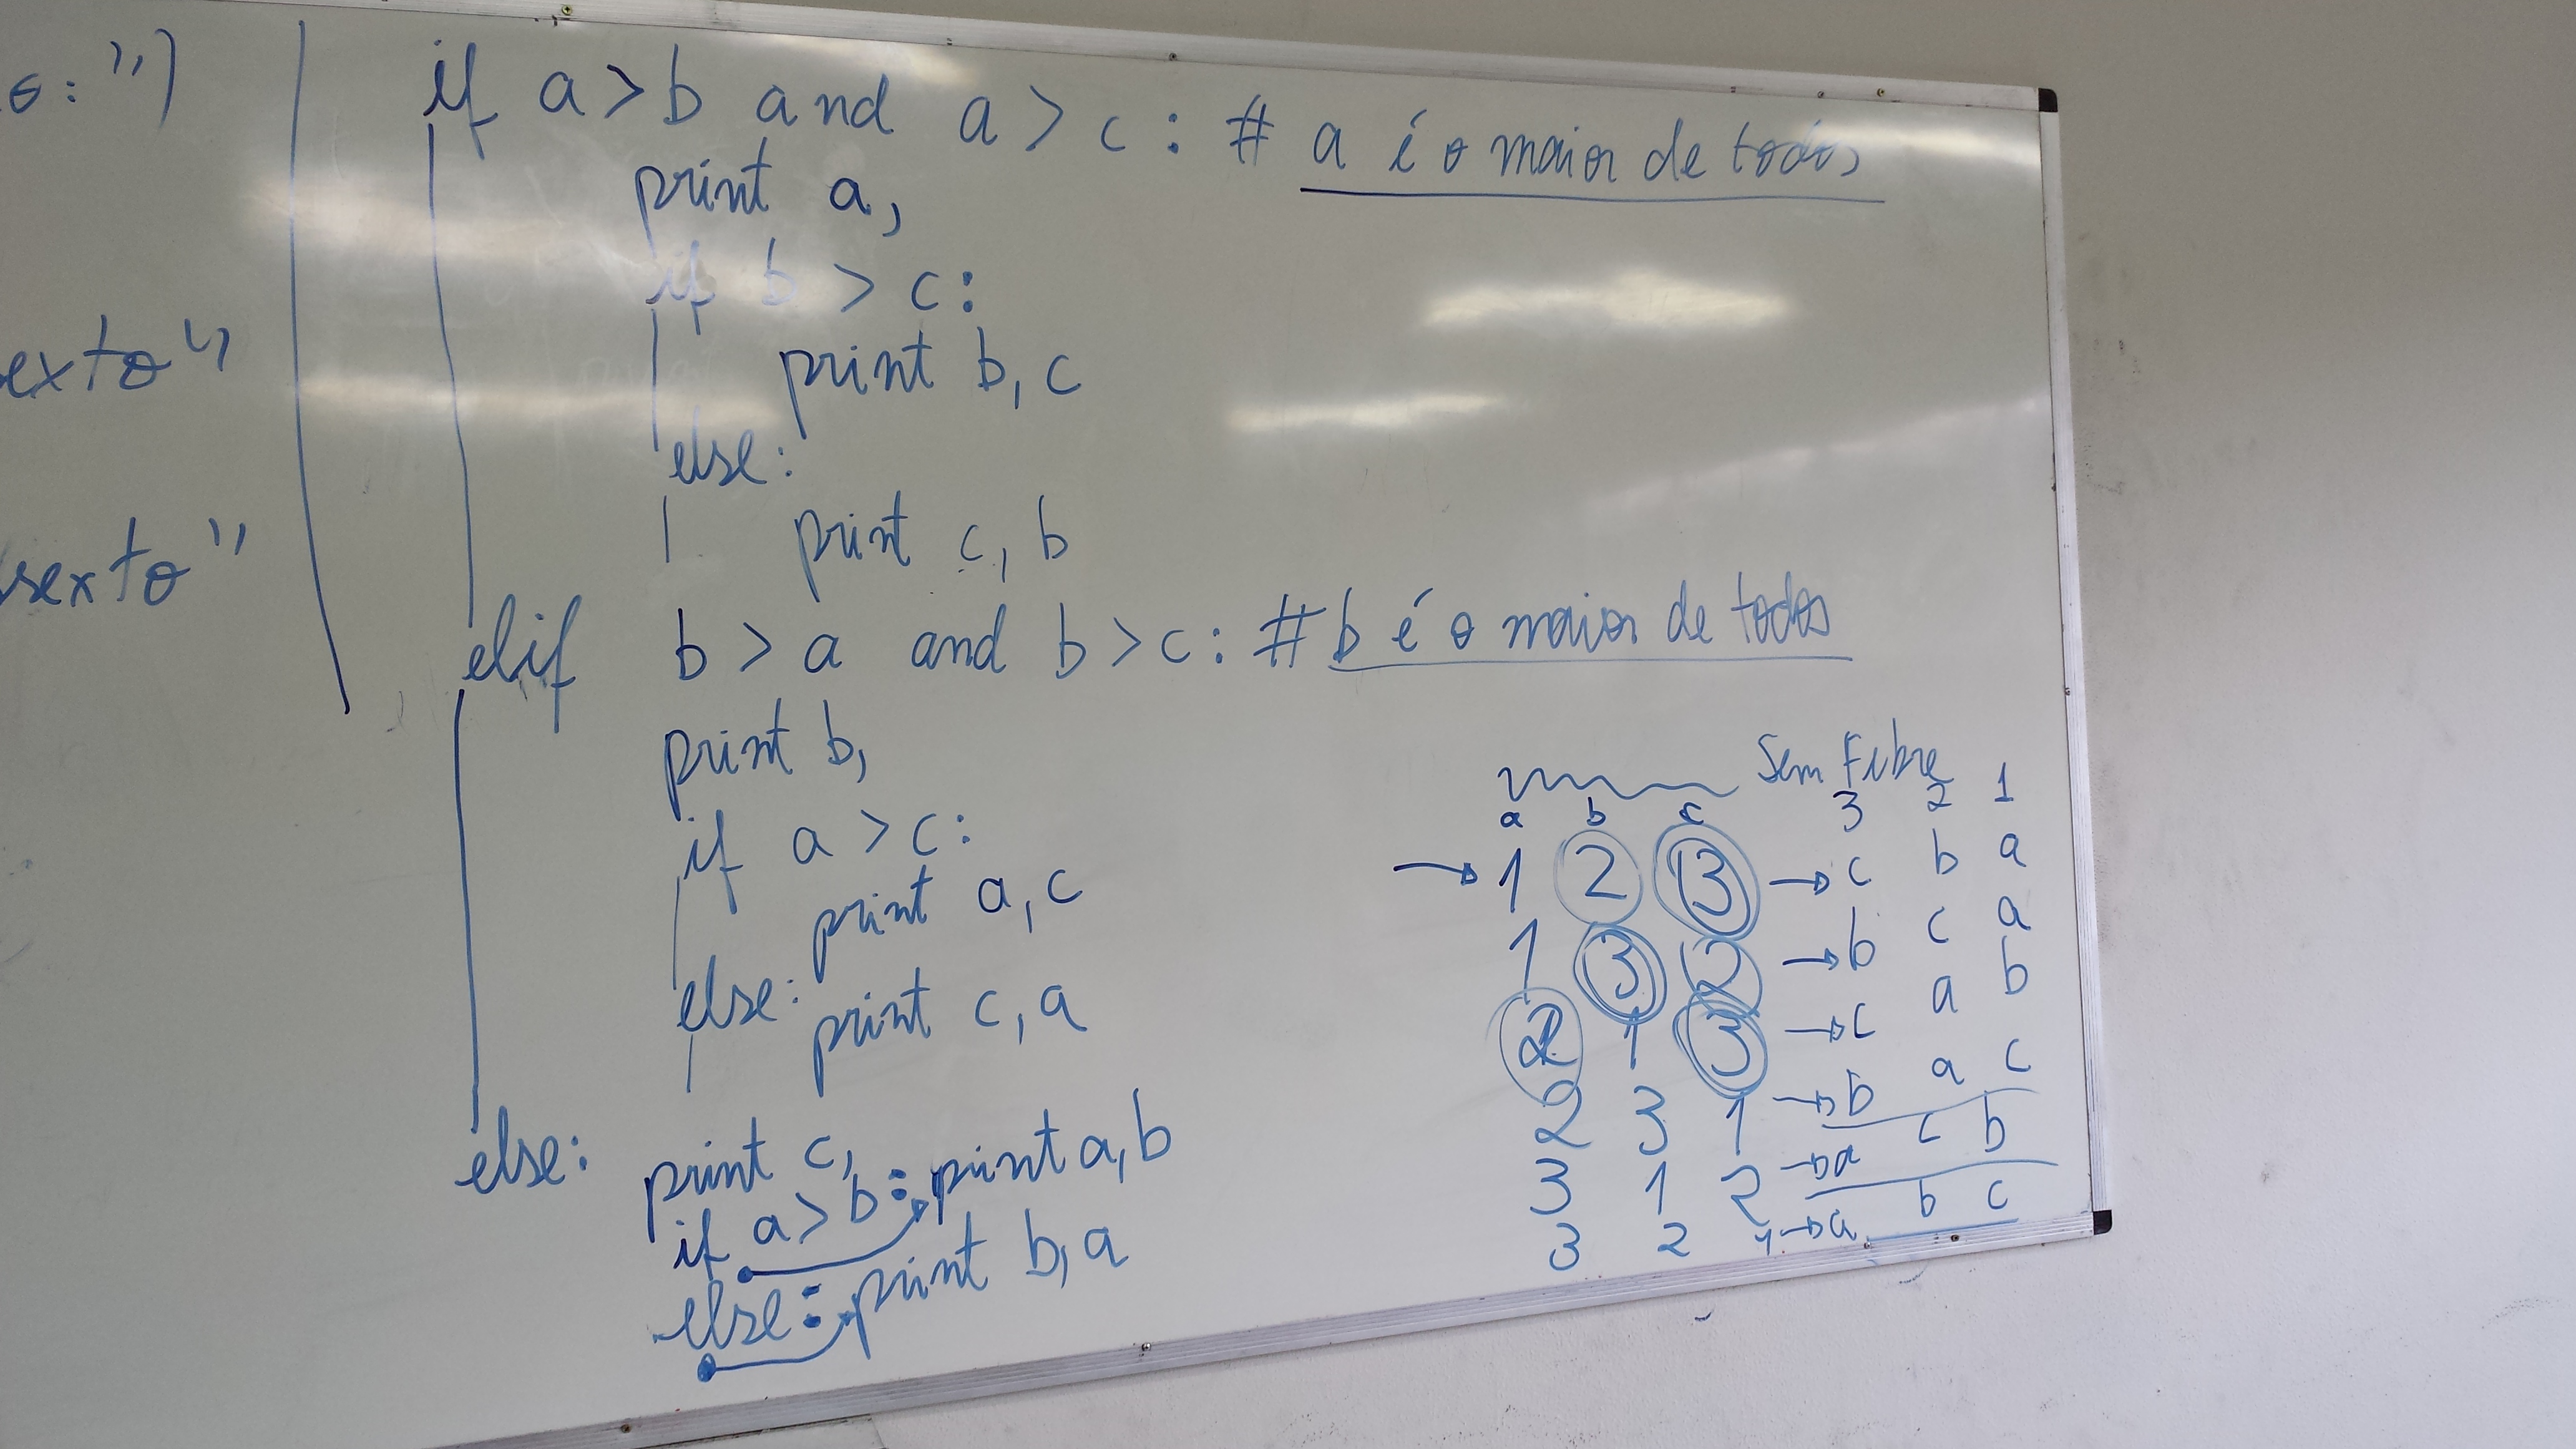 o:")
if a > b and a > c: # a é o maior de todos
print a,
if b > c:
print b, c
exto"
else:
print c, b
sexto"
elif b > a and b > c: # b é o maior de todos
print b,
if a > c:
print a, c
else:
print c, a
else: print c,
if a > b: print a, b
else: print b, a
Sem
3 2 1
a b c
1 2 3 → c b a
1 3 2 → b c a
2 1 3 → c a b
2 3 1 → b a c
3 1 2 → a c b
3 2 1 → a b c